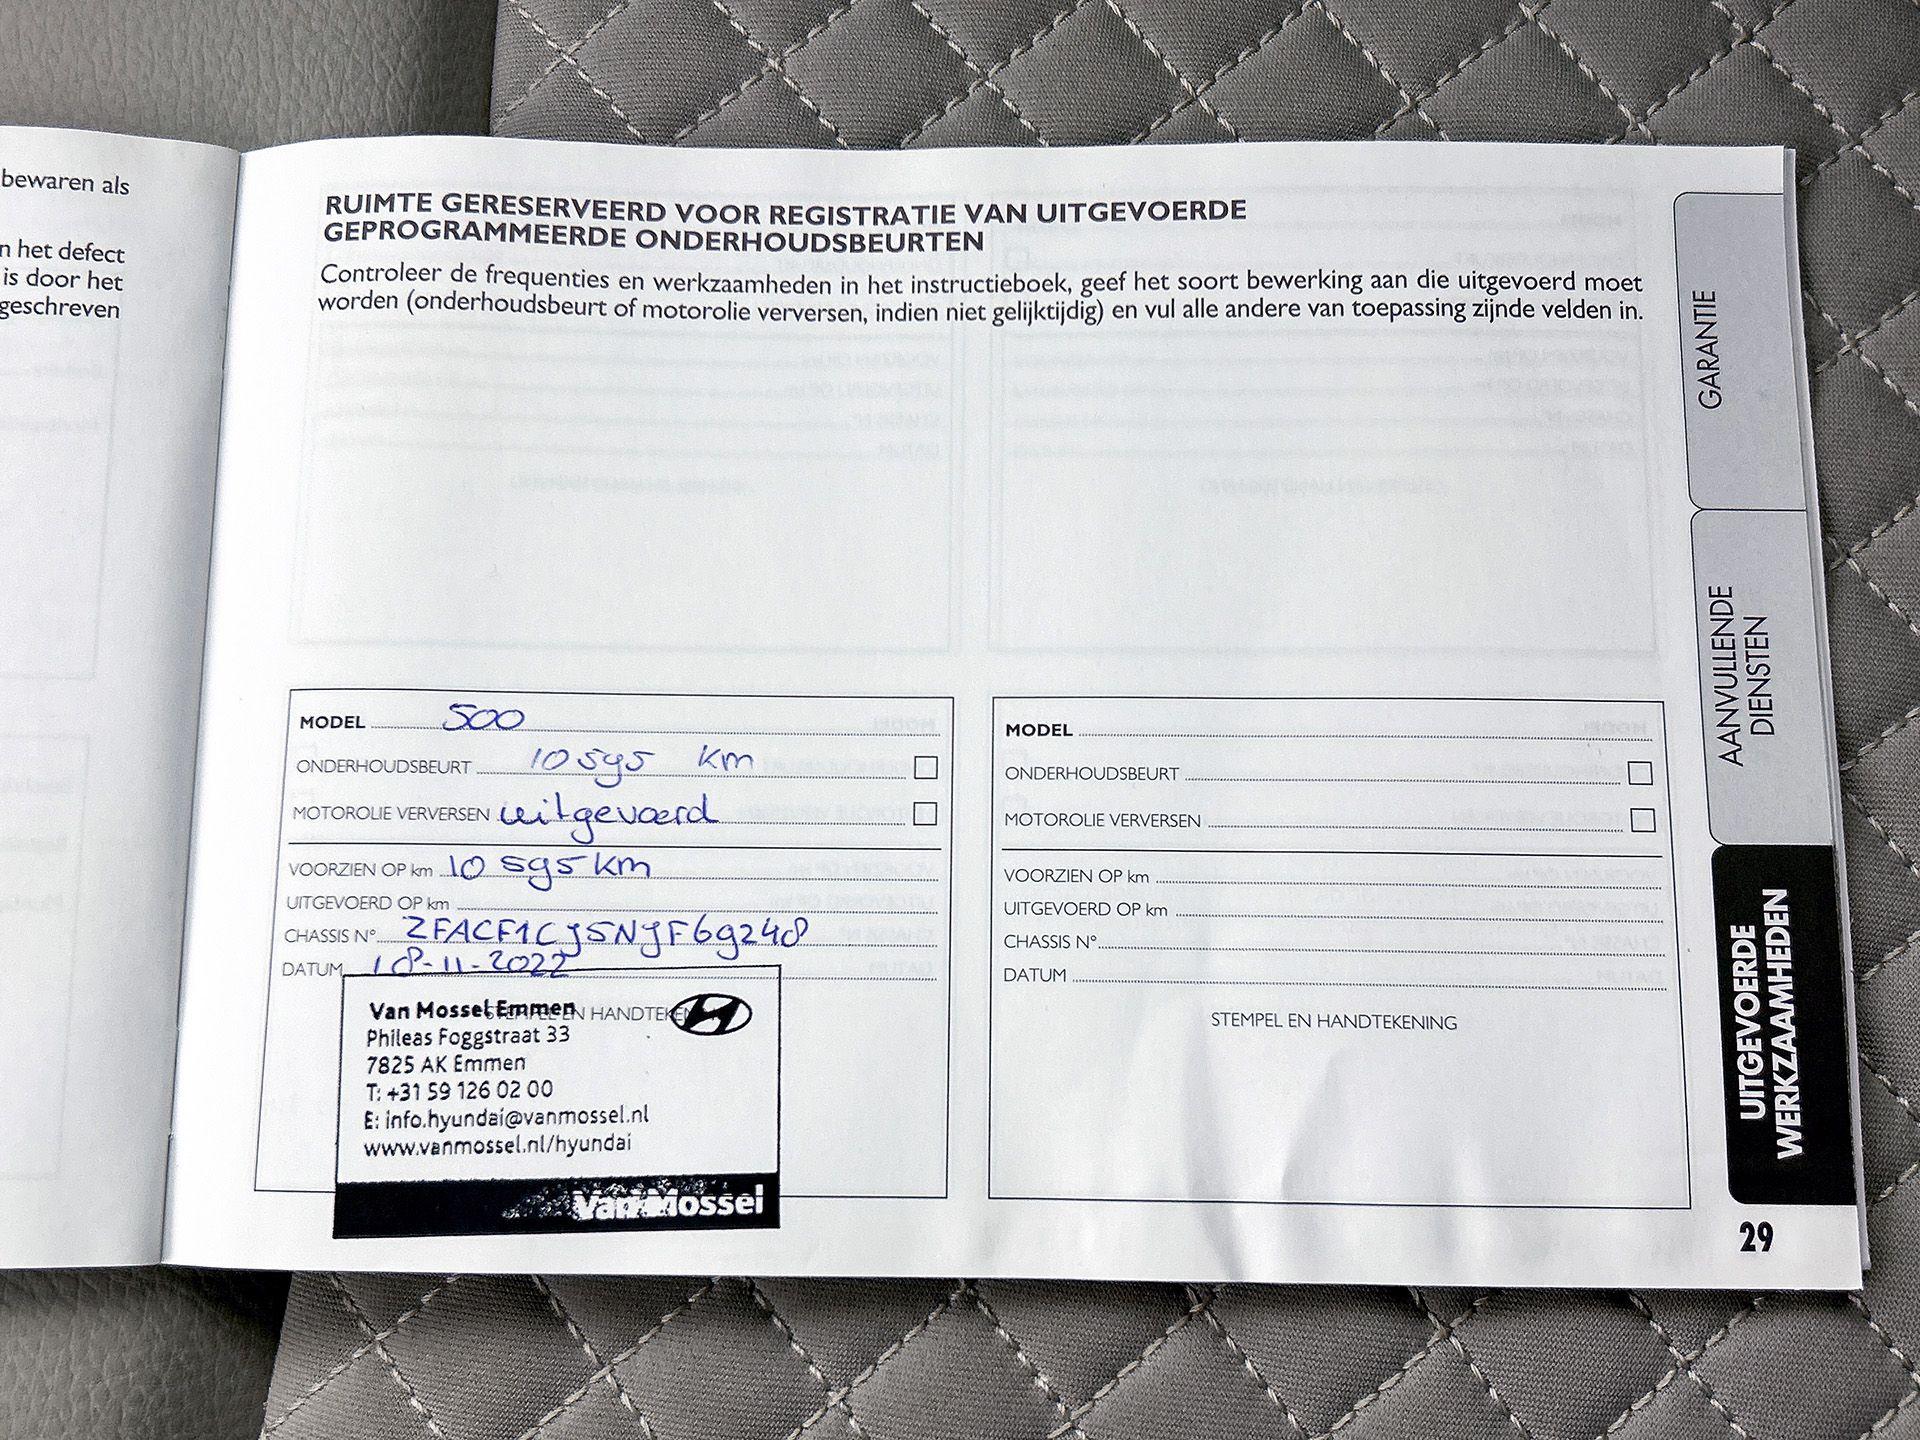 bewaren als
n het defect
is door het
geschreven
RUIMTE GERESERVEERD VOOR REGISTRATIE VAN UITGEVOERDE
GEPROGRAMMEERDE ONDERHOUDSBEURTEN
Controleer de frequenties en werkzaamheden in het instructieboek, geef het soort bewerking aan die uitgevoerd moet
worden (onderhoudsbeurt of motorolie verversen, indien niet gelijktijdig) en vul alle andere van toepassing zijnde velden in.
MODEL 500
ONDERHOUDSBEURT 10595 km
MOTOROLIE VERVERSEN uitgevoerd
VOORZIEN OP km 10 595 km
UITGEVOERD OP km
CHASSIS N° ZFACF1CJ5NJF69248
DATUM 18-11-2022
STEMPEL EN HANDTEKEN
Van Mossel Emmen
Phileas Foggstraat 33
7825 AK Emmen
T: +31 59 126 02 00
E: info.hyundai@vanmossel.nl
www.vanmossel.nl/hyundai
Van Mossel
MODEL
ONDERHOUDSBEURT
MOTOROLIE VERVERSEN
VOORZIEN OP km
UITGEVOERD OP km
CHASSIS N°
DATUM
STEMPEL EN HANDTEKENING
GARANTIE
AANVULLENDE
DIENSTEN
UITGEVOERDE
WERKZAAMHEDEN
29